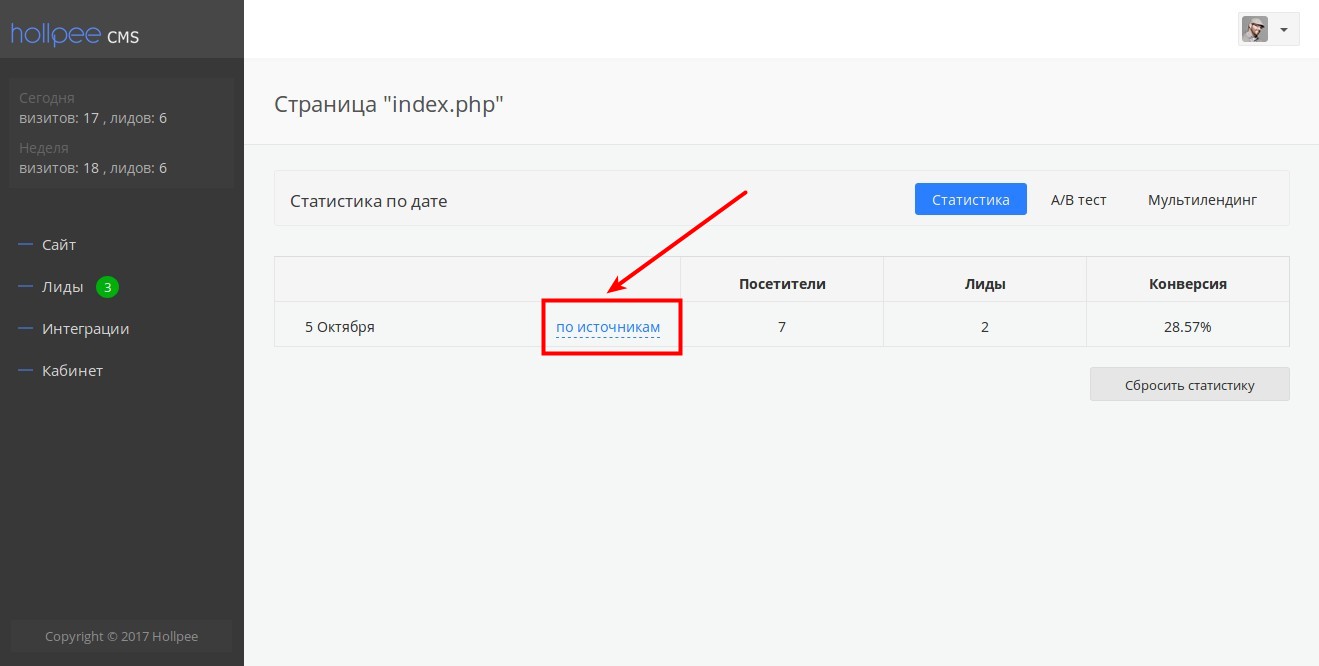 hollpee CMS
Сегодня
визитов: 17 , лидов: 6
Неделя
визитов: 18 , лидов: 6
Сайт
Лиды 3
Интеграции
Кабинет
Copyright © 2017 Hollpee
Страница "index.php"
Статистика по дате Статистика А/В тест Мультилендинг
Посетители Лиды Конверсия
5 Октября по источникам 7 2 28.57%
Сбросить статистику